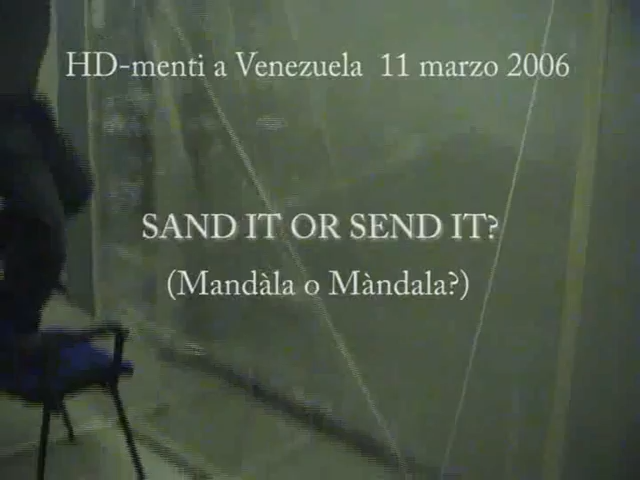 HD-menti a Venezuela 11 marzo 2006
SAND IT OR SEND IT?
(Mandàla o Màndala?)